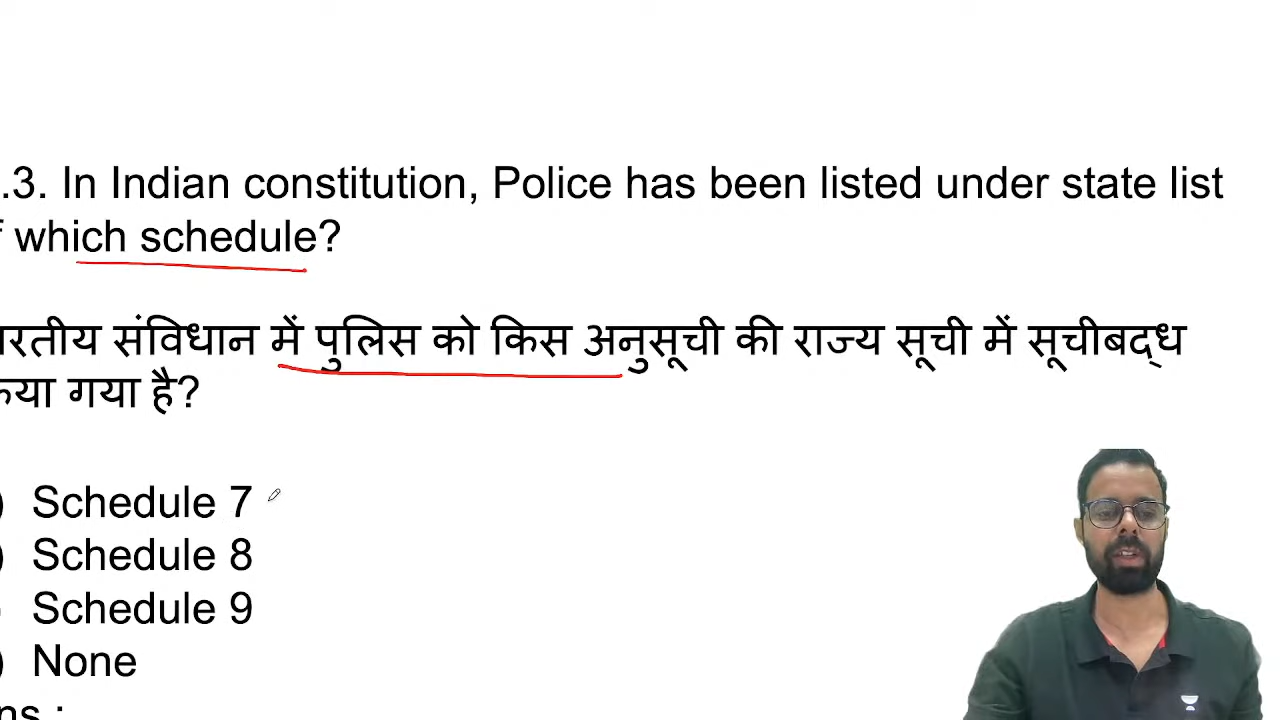 .3. In Indian constitution, Police has been listed under state list
which schedule?
संविधान में पुलिस को किस अनुसूची की राज्य सूची में सूचीबद्ध
गया है?
) Schedule 7
) Schedule 8
Schedule 9
) None